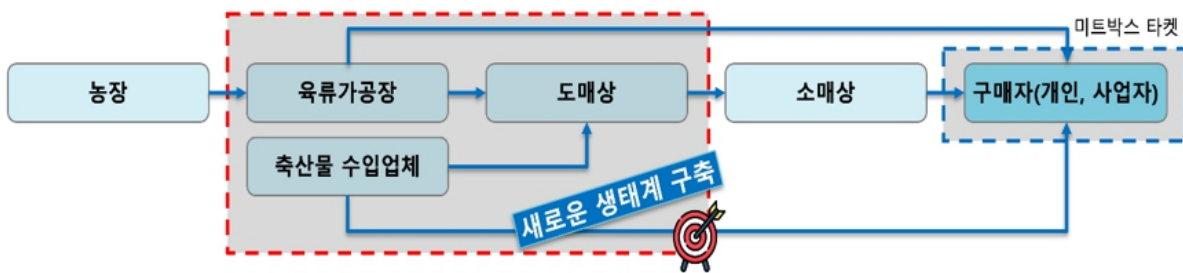 미트박스 타켓
농장
육류가공장
도매상
소매상
구매자(개인, 사업자)
축산물 수입업체
새로운 생태계 구축